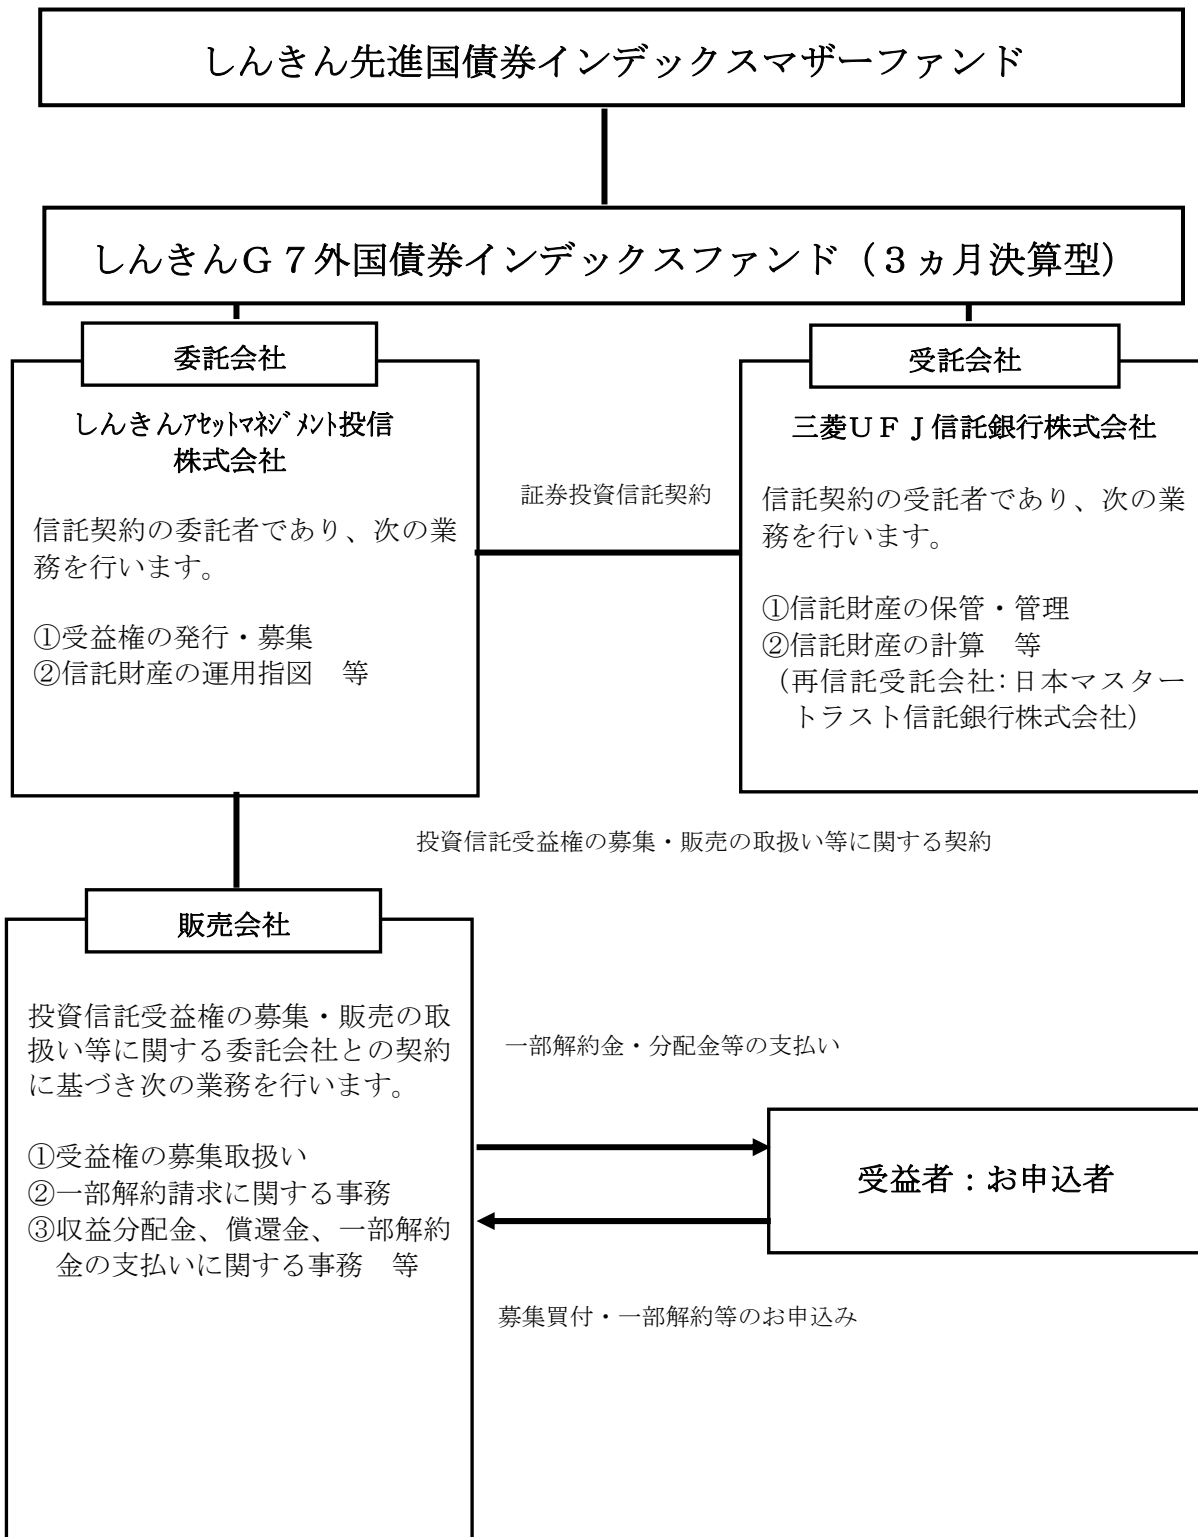 しんきん先進国債券インデックスマザーファンド
しんきんＧ７外国債券インデックスファンド（３ヵ月決算型）
委託会社
しんきんｱｾｯﾄﾏﾈｼﾞﾒﾝﾄ投信
株式会社
信託契約の委託者であり、次の業
務を行います。
①受益権の発行・募集
②信託財産の運用指図　等
証券投資信託契約
受託会社
三菱ＵＦＪ信託銀行株式会社
信託契約の受託者であり、次の業
務を行います。
①信託財産の保管・管理
②信託財産の計算　等
（再信託受託会社：日本マスター
トラスト信託銀行株式会社）
投資信託受益権の募集・販売の取扱い等に関する契約
販売会社
投資信託受益権の募集・販売の取
扱い等に関する委託会社との契約
に基づき次の業務を行います。
①受益権の募集取扱い
②一部解約請求に関する事務
③収益分配金、償還金、一部解約
金の支払いに関する事務　等
一部解約金・分配金等の支払い
受益者：お申込者
募集買付・一部解約等のお申込み